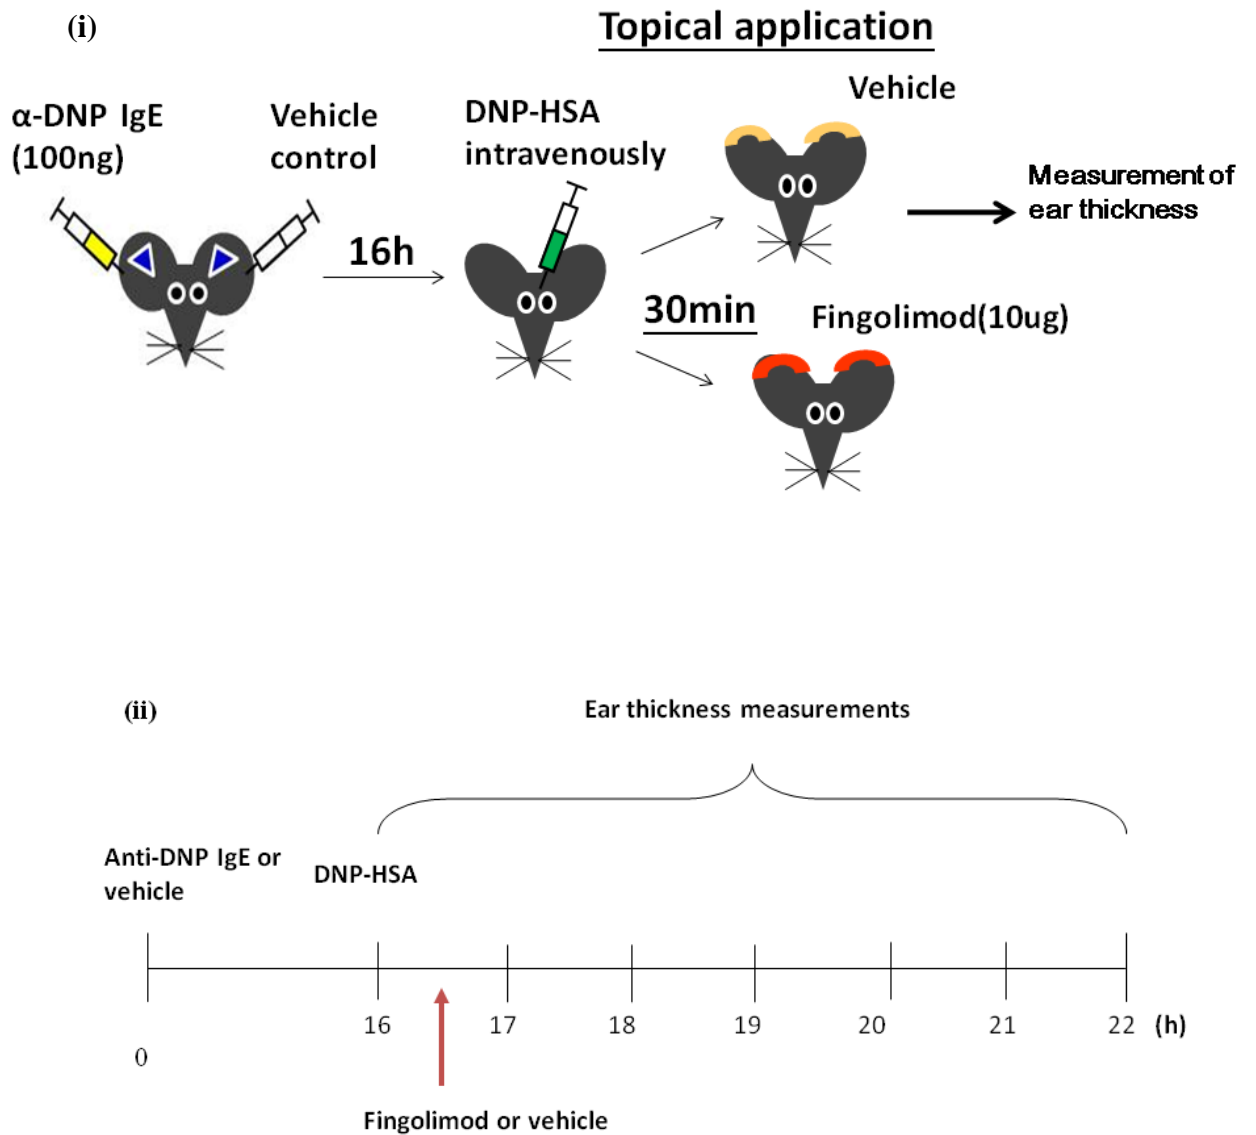 (i)
Topical application
α-DNP IgE
(100ng)
Vehicle
control
DNP-HSA
intravenously
Vehicle
Measurement of
ear thickness
16h
30min
Fingolimod(10ug)
(ii)
Ear thickness measurements
Anti-DNP IgE or
vehicle
DNP-HSA
16 17 18 19 20 21 22 (h)
0
Fingolimod or vehicle